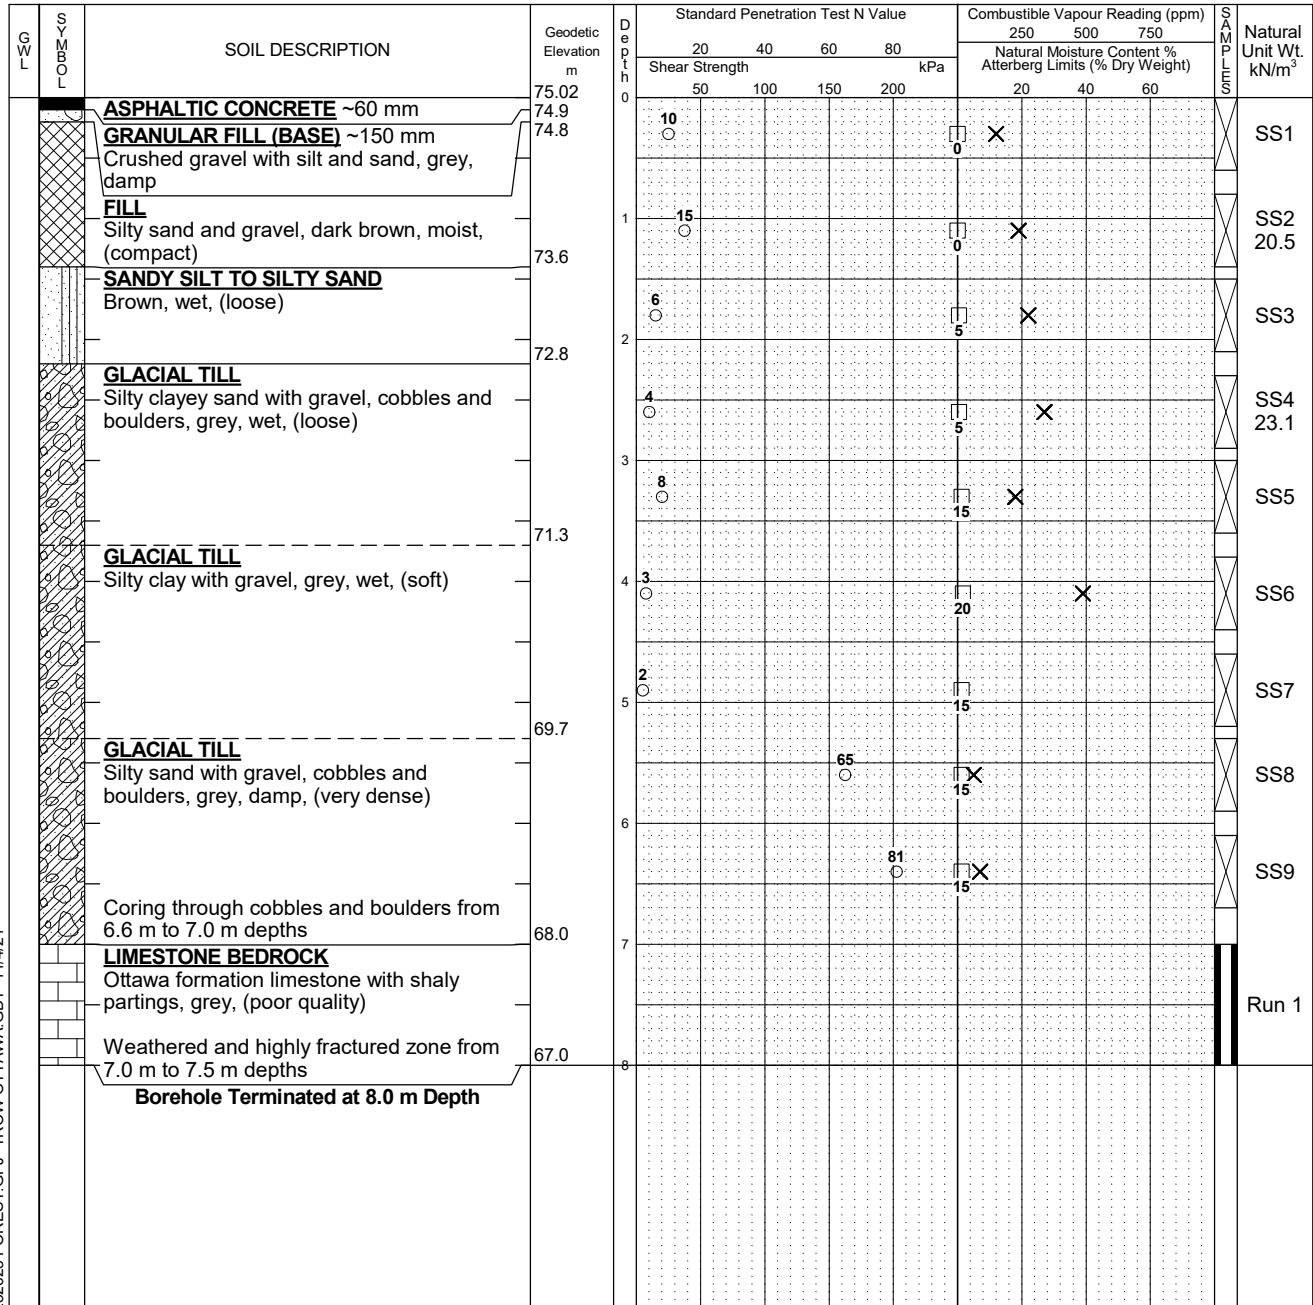 GWL
SYMBOL
SOIL DESCRIPTION
Geodetic
Elevation
m
Depth
Standard Penetration Test N Value
20 40 60 80
Shear Strength kPa
50 100 150 200
Combustible Vapour Reading (ppm)
250 500 750
Natural Moisture Content %
Atterberg Limits (% Dry Weight)
20 40 60
SAMPLES
Natural
Unit Wt.
kN/m³
75.02
0
ASPHALTIC CONCRETE ~60 mm
74.9
GRANULAR FILL (BASE) ~150 mm
74.8
Crushed gravel with silt and sand, grey,
damp
10
0
SS1
FILL
Silty sand and gravel, dark brown, moist,
(compact)
73.6
1
15
0
SS2
20.5
SANDY SILT TO SILTY SAND
Brown, wet, (loose)
6
5
SS3
2
72.8
GLACIAL TILL
Silty clayey sand with gravel, cobbles and
boulders, grey, wet, (loose)
4
5
SS4
23.1
3
8
15
SS5
71.3
GLACIAL TILL
Silty clay with gravel, grey, wet, (soft)
4
3
20
SS6
2
15
SS7
5
69.7
GLACIAL TILL
Silty sand with gravel, cobbles and
boulders, grey, damp, (very dense)
65
15
SS8
6
81
15
SS9
Coring through cobbles and boulders from
6.6 m to 7.0 m depths
68.0
7
LIMESTONE BEDROCK
Ottawa formation limestone with shaly
partings, grey, (poor quality)
Run 1
Weathered and highly fractured zone from
7.0 m to 7.5 m depths
67.0
8
Borehole Terminated at 8.0 m Depth